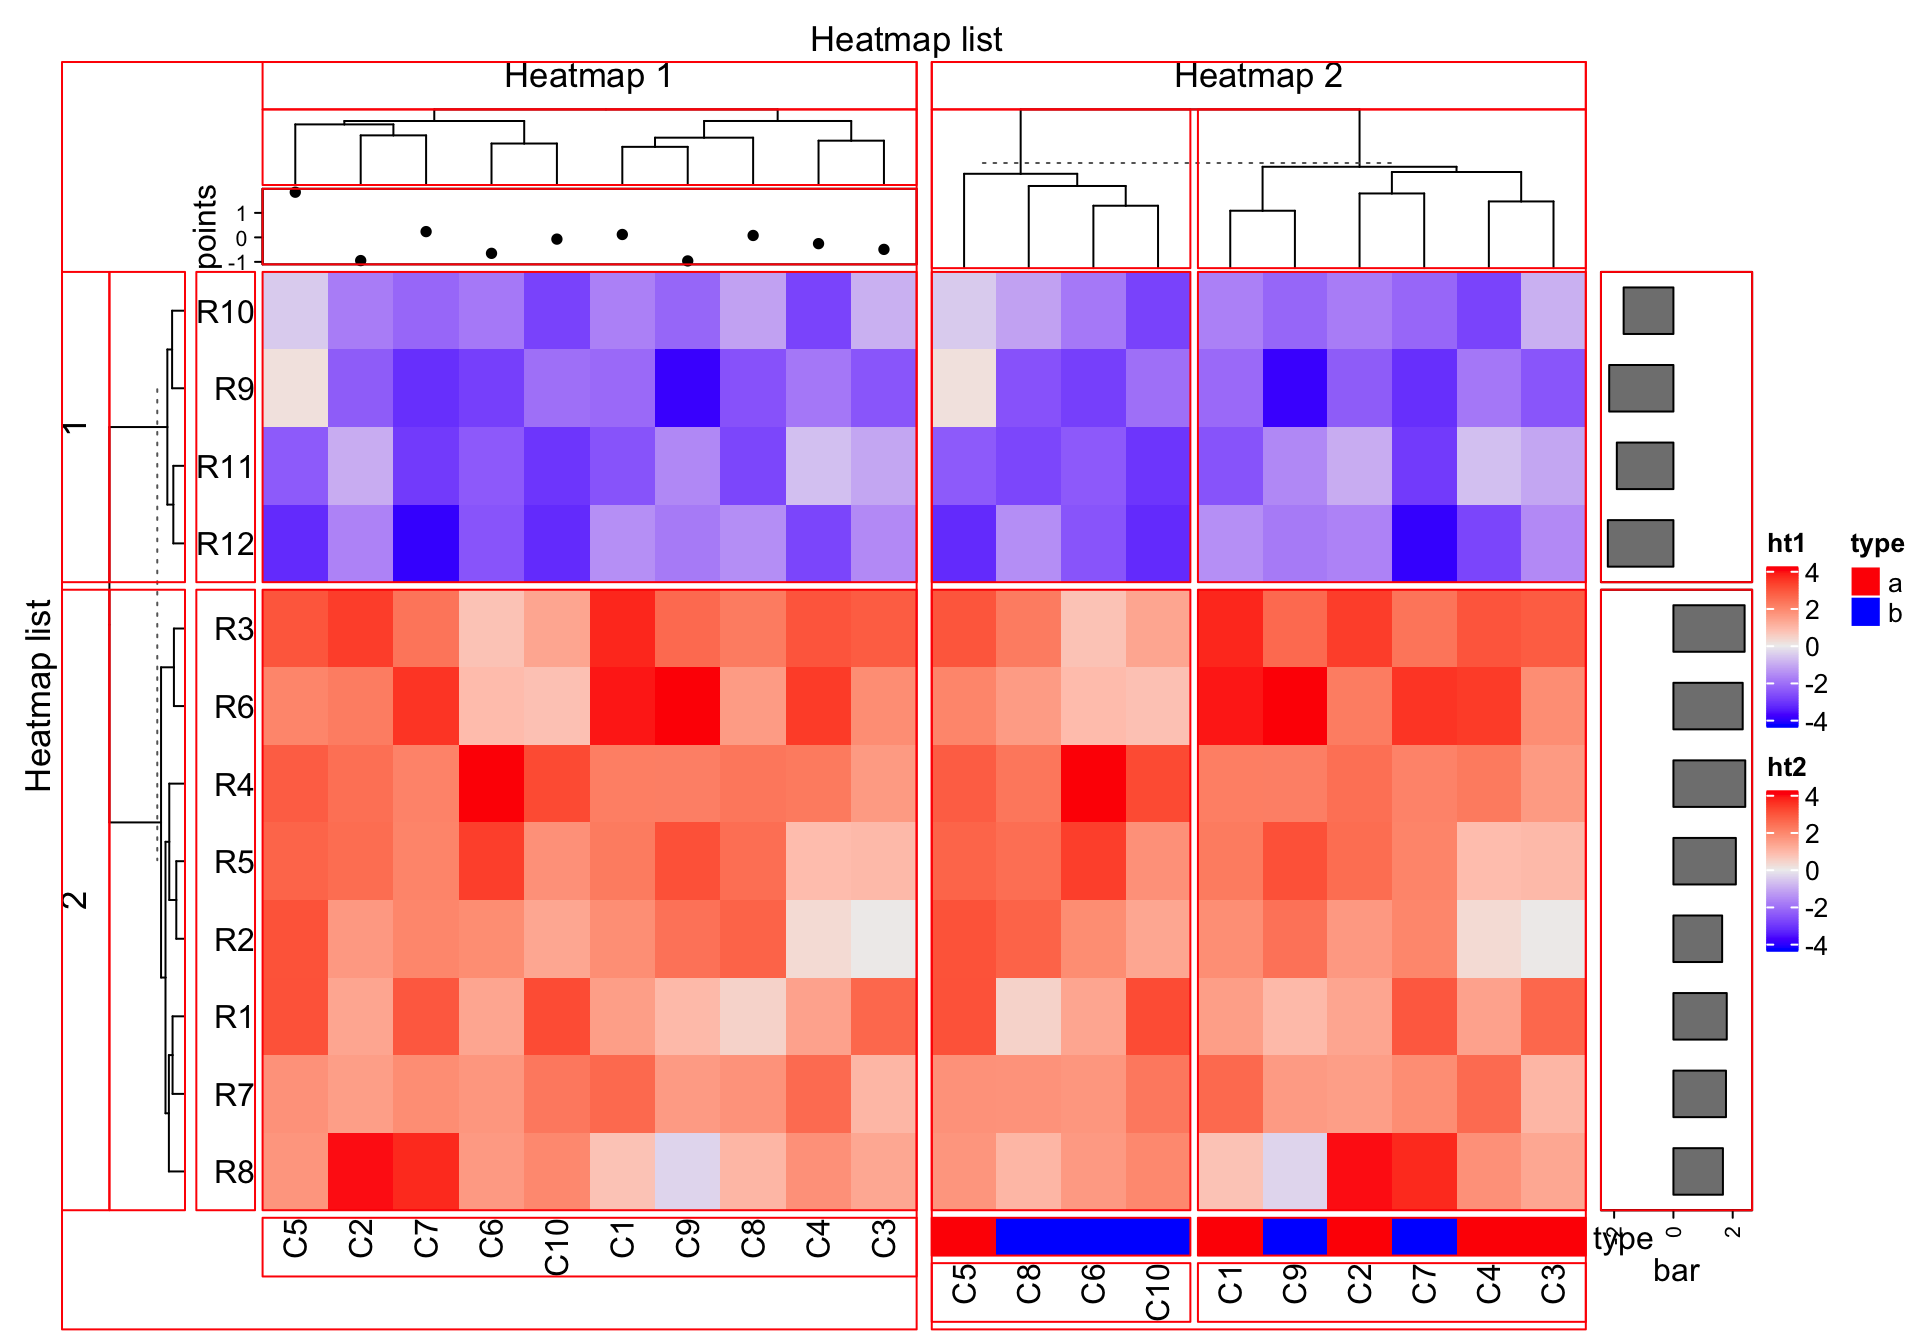 Heatmap list
Heatmap 1
Heatmap 2
points
1
0
-1
Heatmap list
1
2
R10
R9
R11
R12
R3
R6
R4
R5
R2
R1
R7
R8
C5 C2 C7 C6 C10 C1 C9 C8 C4 C3
C5 C8 C6 C10 C1 C9 C2 C7 C4 C3
type
-2 0 2
bar
ht1
4
2
0
-2
-4
type
a
b
ht2
4
2
0
-2
-4